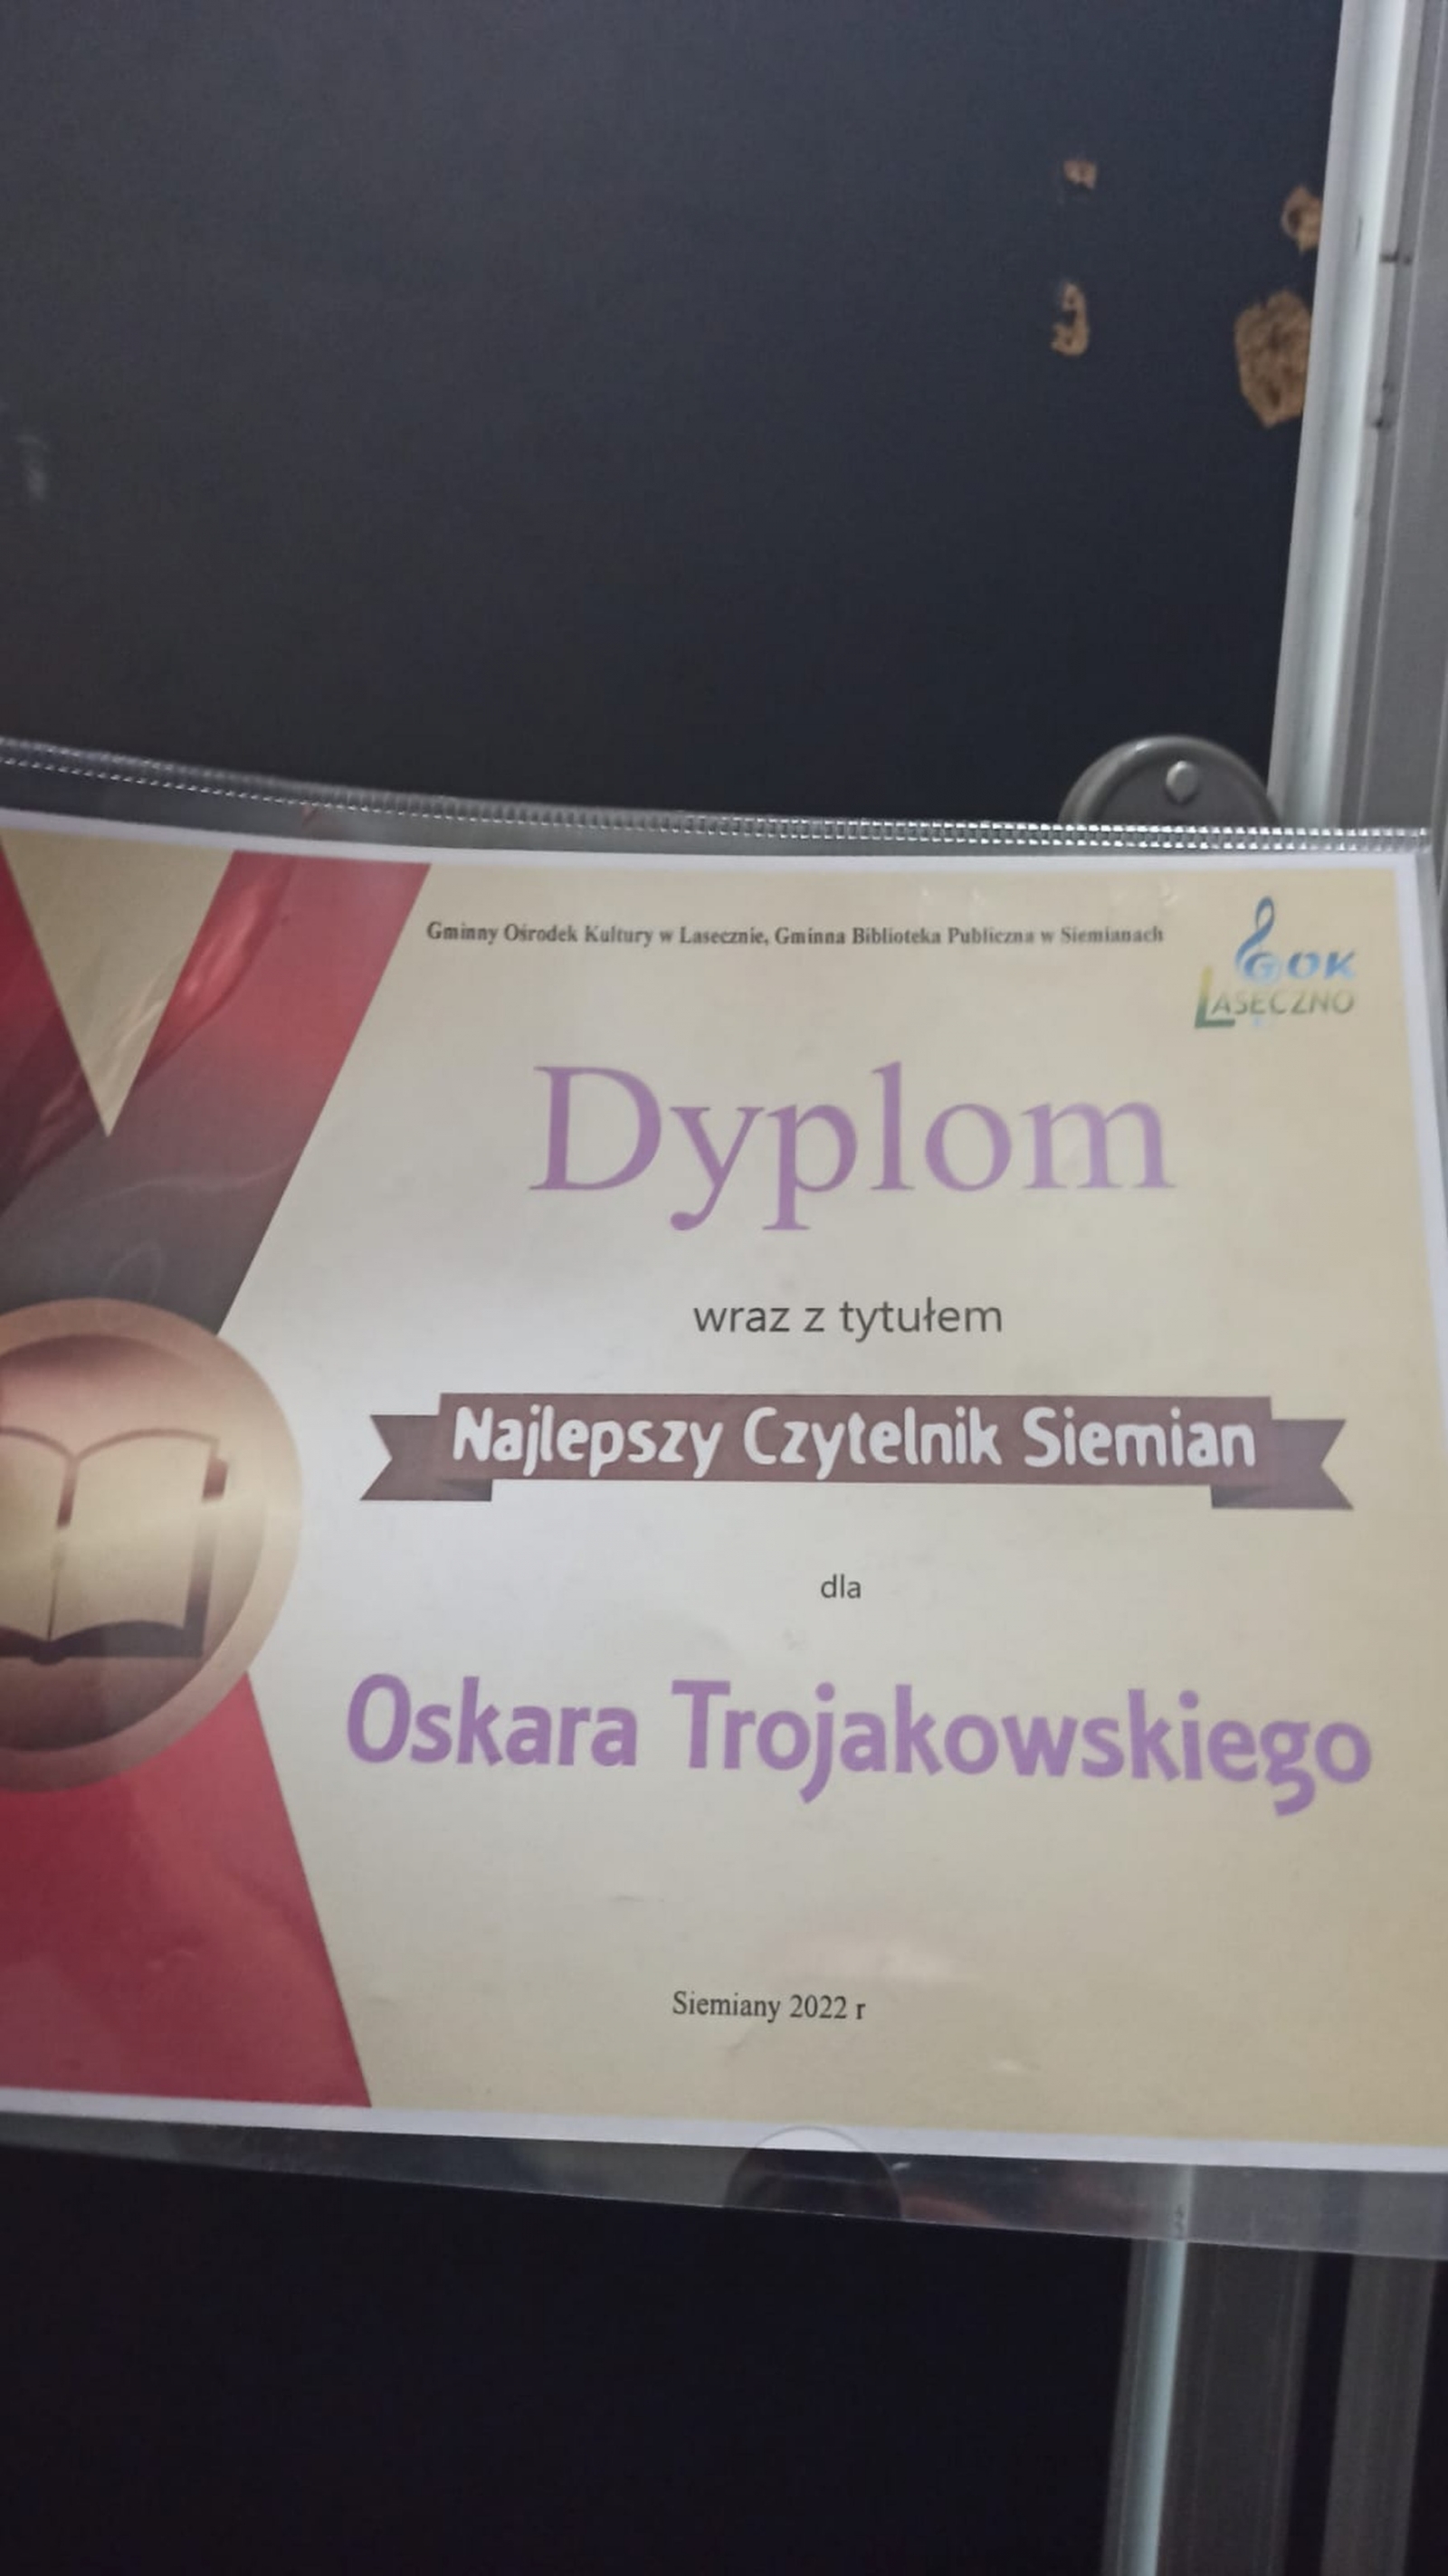 Gminny Ośrodek Kultury w Lasecznie, Gminna Biblioteka Publiczna w Siemianach
GOK
LASECZNO
Dyplom
wraz z tytułem
Najlepszy Czytelnik Siemian
dla
Oskara Trojakowskiego
Siemiany 2022 r